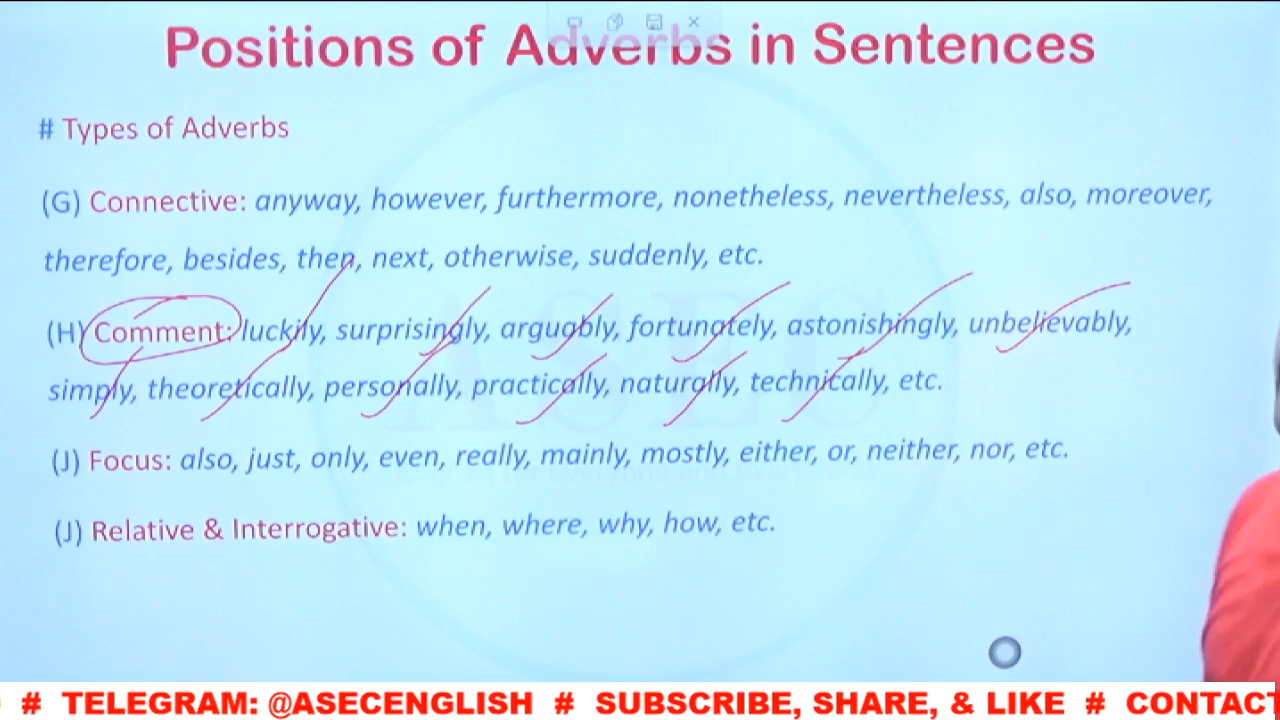 Positions of Adverbs in Sentences
# Types of Adverbs
(G) Connective: anyway, however, furthermore, nonetheless, nevertheless, also, moreover,
therefore, besides, then, next, otherwise, suddenly, etc.
(H) Comment: luckily, surprisingly, arguably, fortunately, astonishingly, unbelievably,
simply, theoretically, personally, practically, naturally, technically, etc.
(J) Focus: also, just, only, even, really, mainly, mostly, either, or, neither, nor, etc.
(J) Relative & Interrogative: when, where, why, how, etc.
ASEC
# TELEGRAM: @ASECENGLISH # SUBSCRIBE, SHARE, & LIKE # CONTACT